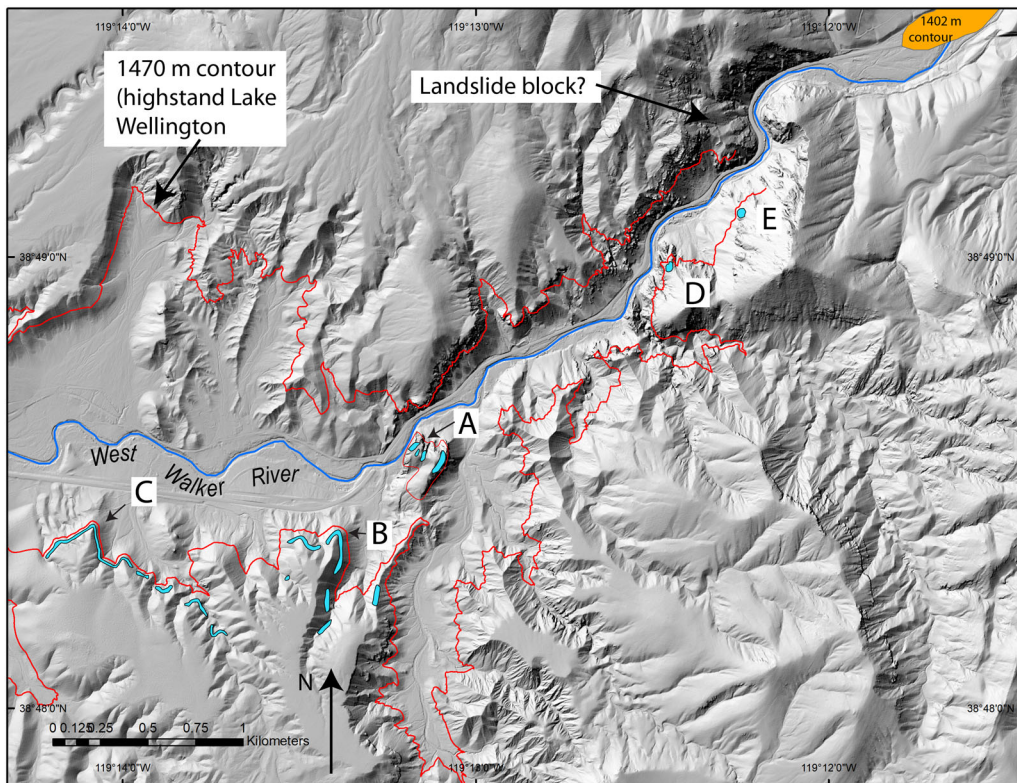 119°14'0"W
119°13'0"W
119°12'0"W
1402 m
contour
1470 m contour
(highstand Lake
Wellington
Landslide block?
E
38°49'0"N
38°49'0"N
D
A
West
Walker
River
C
B
N
38°48'0"N
38°48'0"N
0 0.125 0.25 0.5 0.75 1
Kilometers
119°14'0"W
119°13'0"W
119°12'0"W